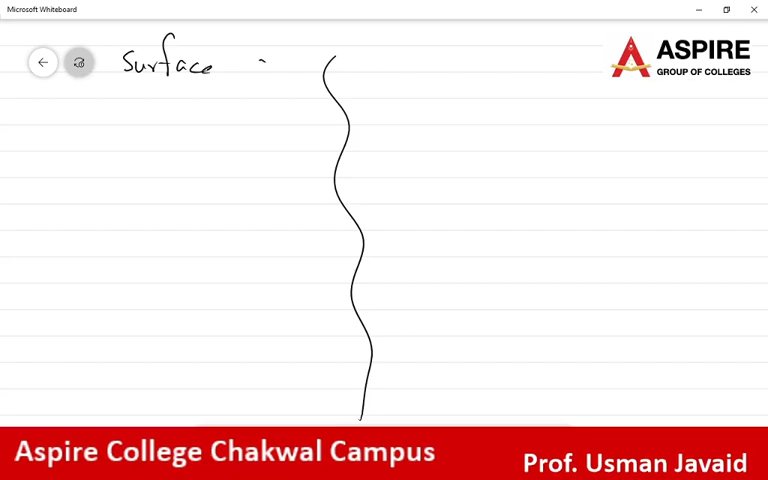 Microsoft Whiteboard
Surface
ASPIRE
GROUP OF COLLEGES
Aspire College Chakwal Campus
Prof. Usman Javaid